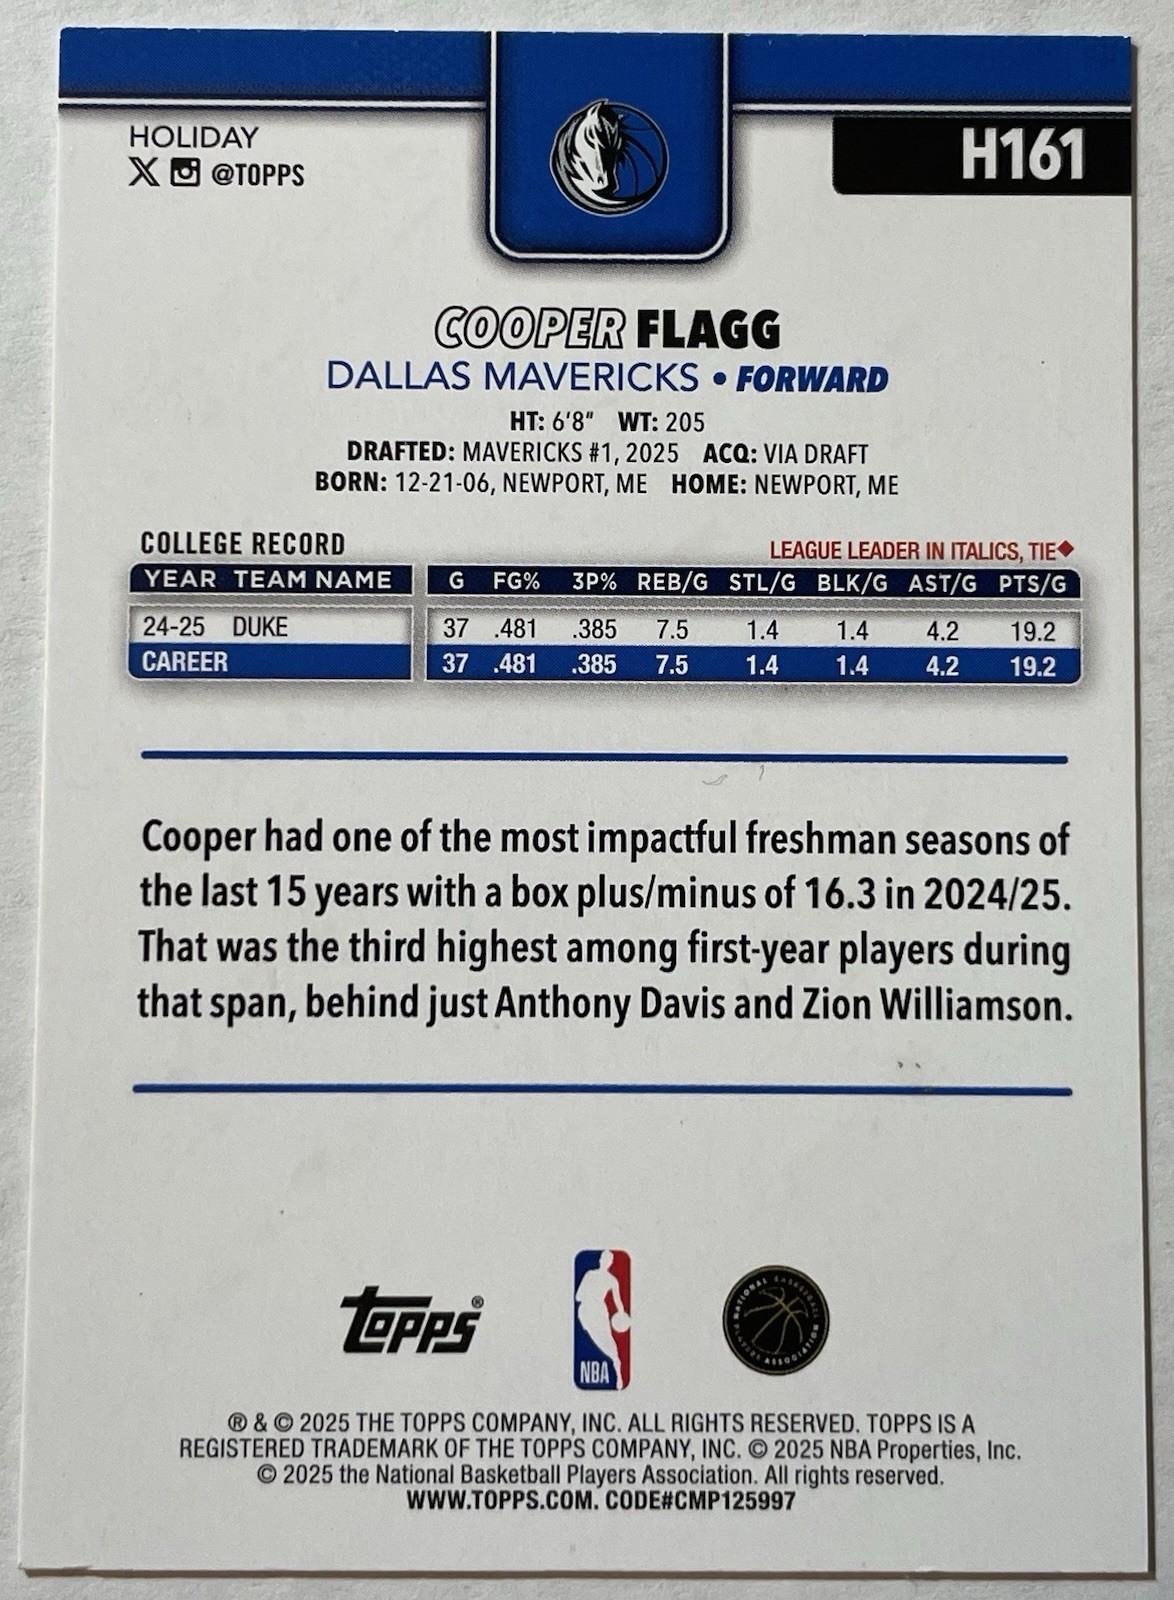 HOLIDAY
X @TOPPS
H161
COOPER FLAGG
DALLAS MAVERICKS • FORWARD
HT: 6'8" WT: 205
DRAFTED: MAVERICKS #1, 2025 ACQ: VIA DRAFT
BORN: 12-21-06, NEWPORT, ME HOME: NEWPORT, ME
COLLEGE RECORD
LEAGUE LEADER IN ITALICS, TIE◆
YEAR TEAM NAME G FG% 3P% REB/G STL/G BLK/G AST/G PTS/G
24-25 DUKE 37 .481 .385 7.5 1.4 1.4 4.2 19.2
CAREER 37 .481 .385 7.5 1.4 1.4 4.2 19.2
Cooper had one of the most impactful freshman seasons of
the last 15 years with a box plus/minus of 16.3 in 2024/25.
That was the third highest among first-year players during
that span, behind just Anthony Davis and Zion Williamson.
Topps®
NBA
NATIONAL BASKETBALL
PLAYERS ASSOCIATION
® & © 2025 THE TOPPS COMPANY, INC. ALL RIGHTS RESERVED. TOPPS IS A
REGISTERED TRADEMARK OF THE TOPPS COMPANY, INC. © 2025 NBA Properties, Inc.
© 2025 the National Basketball Players Association. All rights reserved.
WWW.TOPPS.COM. CODE#CMP125997